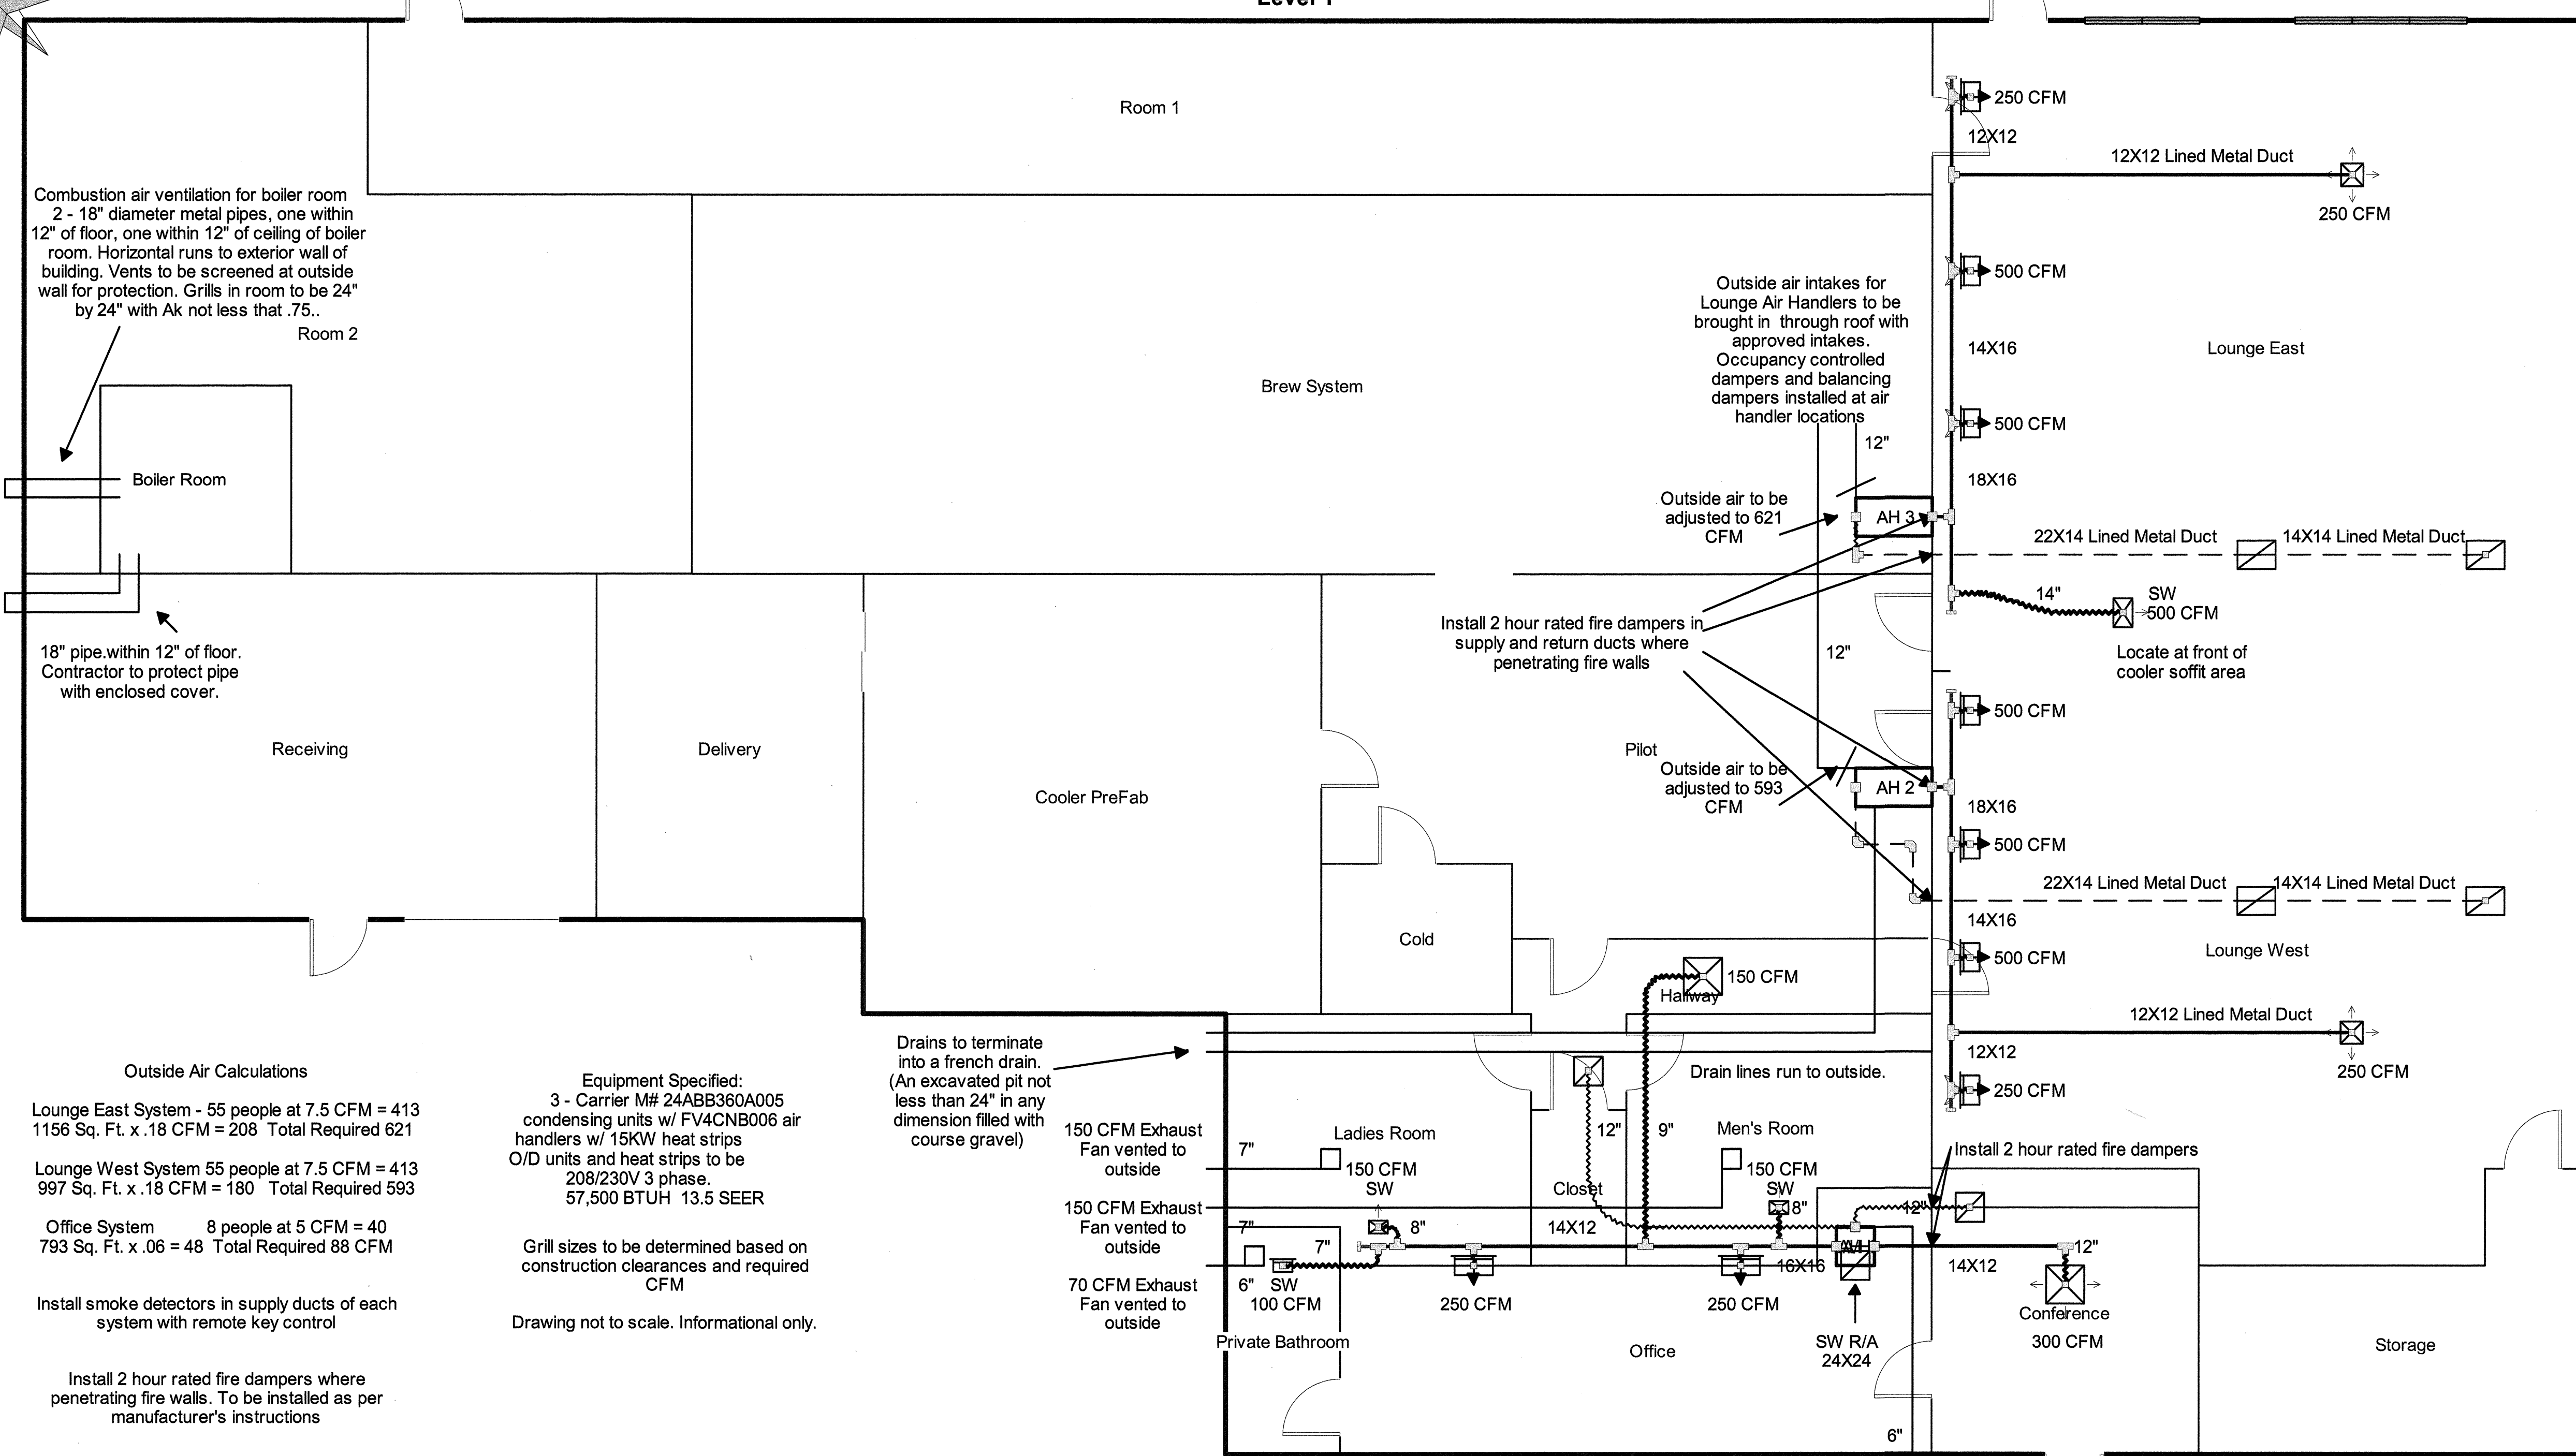 Level 1
Room 1
250 CFM
12X12
12X12 Lined Metal Duct
250 CFM
Combustion air ventilation for boiler room
2 - 18" diameter metal pipes, one within
12" of floor, one within 12" of ceiling of boiler
room. Horizontal runs to exterior wall of
building. Vents to be screened at outside
wall for protection. Grills in room to be 24"
by 24" with Ak not less that .75..
Room 2
Boiler Room
Brew System
Outside air intakes for
Lounge Air Handlers to be
brought in through roof with
approved intakes.
Occupancy controlled
dampers and balancing
dampers installed at air
handler locations
12"
500 CFM
14X16
Lounge East
500 CFM
18X16
Outside air to be
adjusted to 621
CFM
AH 3
22X14 Lined Metal Duct
14X14 Lined Metal Duct
14"
SW
500 CFM
Locate at front of
cooler soffit area
Install 2 hour rated fire dampers in
supply and return ducts where
penetrating fire walls
12"
18" pipe.within 12" of floor.
Contractor to protect pipe
with enclosed cover.
Receiving
Delivery
Cooler PreFab
Pilot
Outside air to be
adjusted to 593
CFM
AH 2
500 CFM
18X16
500 CFM
22X14 Lined Metal Duct
14X14 Lined Metal Duct
14X16
Lounge West
500 CFM
Cold
150 CFM
Hallway
12X12 Lined Metal Duct
12X12
250 CFM
250 CFM
Drains to terminate
into a french drain.
(An excavated pit not
less than 24" in any
dimension filled with
course gravel)
Drain lines run to outside.
Outside Air Calculations
Lounge East System - 55 people at 7.5 CFM = 413
1156 Sq. Ft. x .18 CFM = 208 Total Required 621
Lounge West System 55 people at 7.5 CFM = 413
997 Sq. Ft. x .18 CFM = 180 Total Required 593
Office System 8 people at 5 CFM = 40
793 Sq. Ft. x .06 = 48 Total Required 88 CFM
Install smoke detectors in supply ducts of each
system with remote key control
Install 2 hour rated fire dampers where
penetrating fire walls. To be installed as per
manufacturer's instructions
Equipment Specified:
3 - Carrier M# 24ABB360A005
condensing units w/ FV4CNB006 air
handlers w/ 15KW heat strips
O/D units and heat strips to be
208/230V 3 phase.
57,500 BTUH 13.5 SEER
Grill sizes to be determined based on
construction clearances and required
CFM
Drawing not to scale. Informational only.
150 CFM Exhaust
Fan vented to
outside
150 CFM Exhaust
Fan vented to
outside
70 CFM Exhaust
Fan vented to
outside
7"
7"
6"
Ladies Room
150 CFM
SW
8"
7"
SW
100 CFM
Private Bathroom
12"
Closet
14X12
9"
Men's Room
150 CFM
SW
8"
250 CFM
250 CFM
16X16
Office
SW R/A
24X24
6"
Install 2 hour rated fire dampers
12"
14X12
12"
Conference
300 CFM
Storage